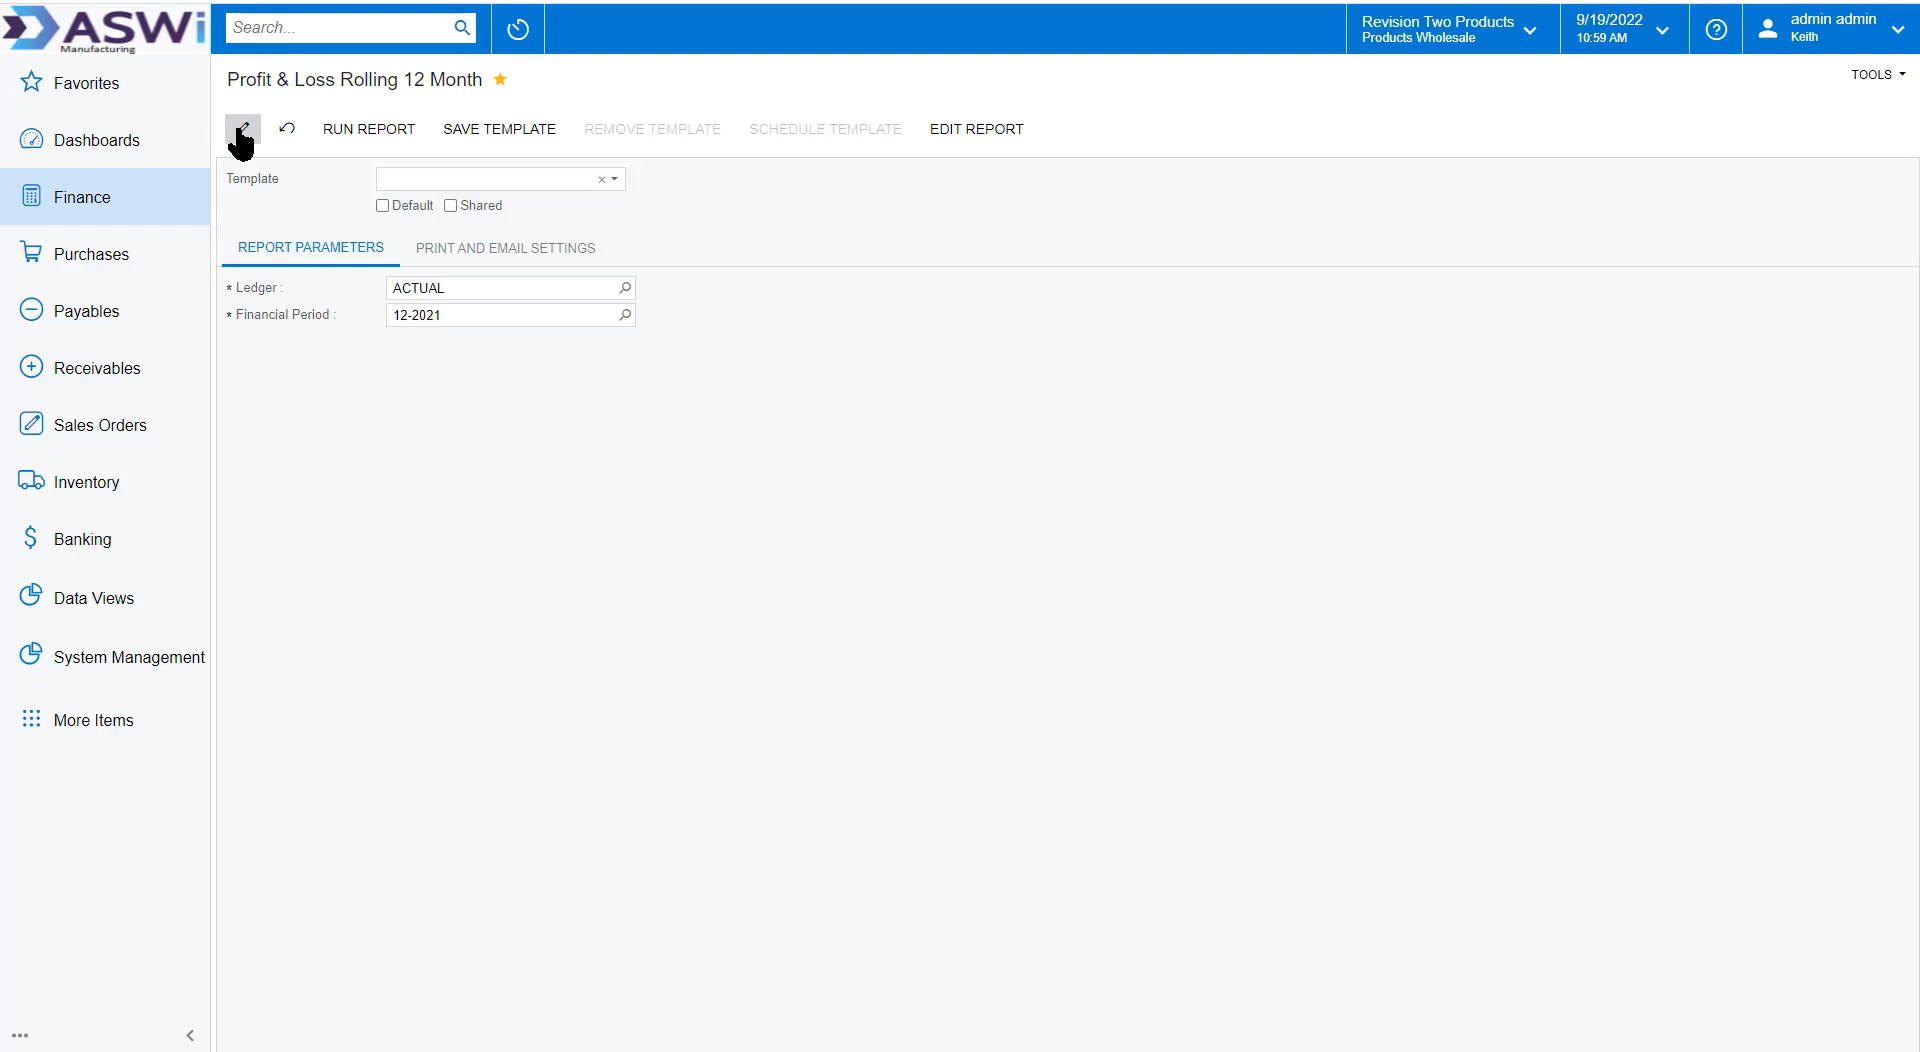 ASWi
Manufacturing
Search...
Revision Two Products
Products Wholesale
9/19/2022
10:59 AM
admin admin
Keith
Favorites
Dashboards
Finance
Purchases
Payables
Receivables
Sales Orders
Inventory
Banking
Data Views
System Management
More Items
Profit & Loss Rolling 12 Month
TOOLS
RUN REPORT SAVE TEMPLATE REMOVE TEMPLATE SCHEDULE TEMPLATE EDIT REPORT
Template
Default Shared
REPORT PARAMETERS PRINT AND EMAIL SETTINGS
* Ledger : ACTUAL
* Financial Period : 12-2021